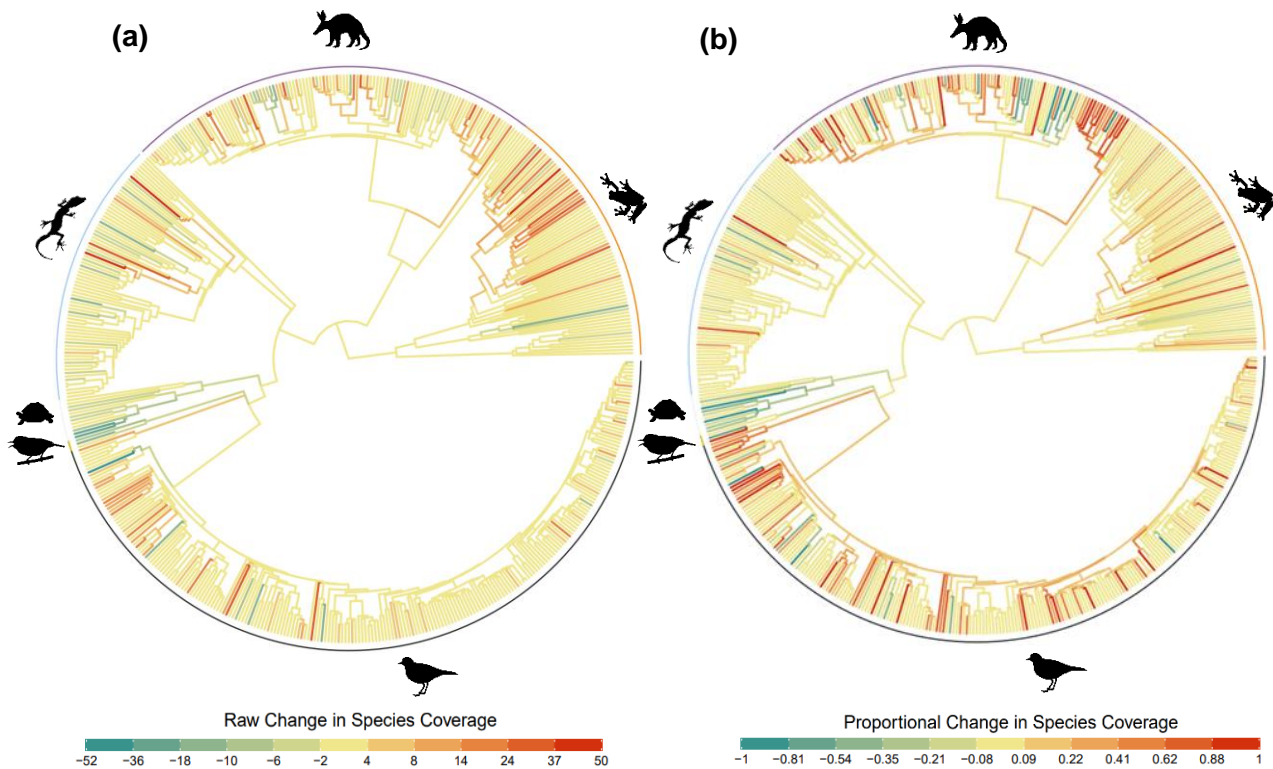 (a)
(b)
Raw Change in Species Coverage
−52 −36 −18 −10 −6 −2 4 8 14 24 37 50
Proportional Change in Species Coverage
−1 −0.81 −0.54 −0.35 −0.21 −0.08 0.09 0.22 0.41 0.62 0.88 1